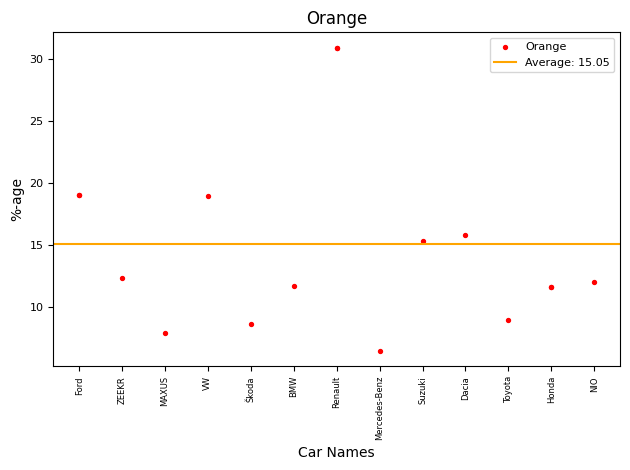 Orange
Orange
Average: 15.05
%-age
30
25
20
15
10
Ford
ZEEKR
MAXUS
VW
Škoda
BMW
Renault
Mercedes-Benz
Suzuki
Dacia
Toyota
Honda
NIO
Car Names